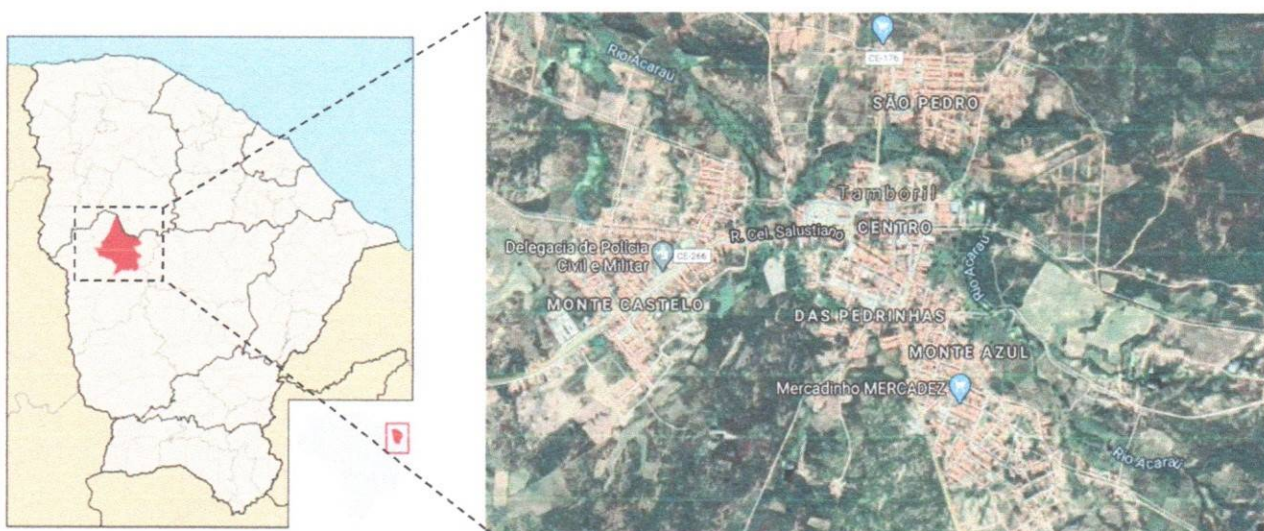 Rio Acaraú
CE-176
SÃO PEDRO
Tamboril
CENTRO
R. Cel. Salustiano
Delegacia de Polícia
Civil e Militar
CE-266
Rio Acaraú
MONTE CASTELO
DAS PEDRINHAS
MONTE AZUL
Mercadinho MERCADEZ
Rio Acaraú